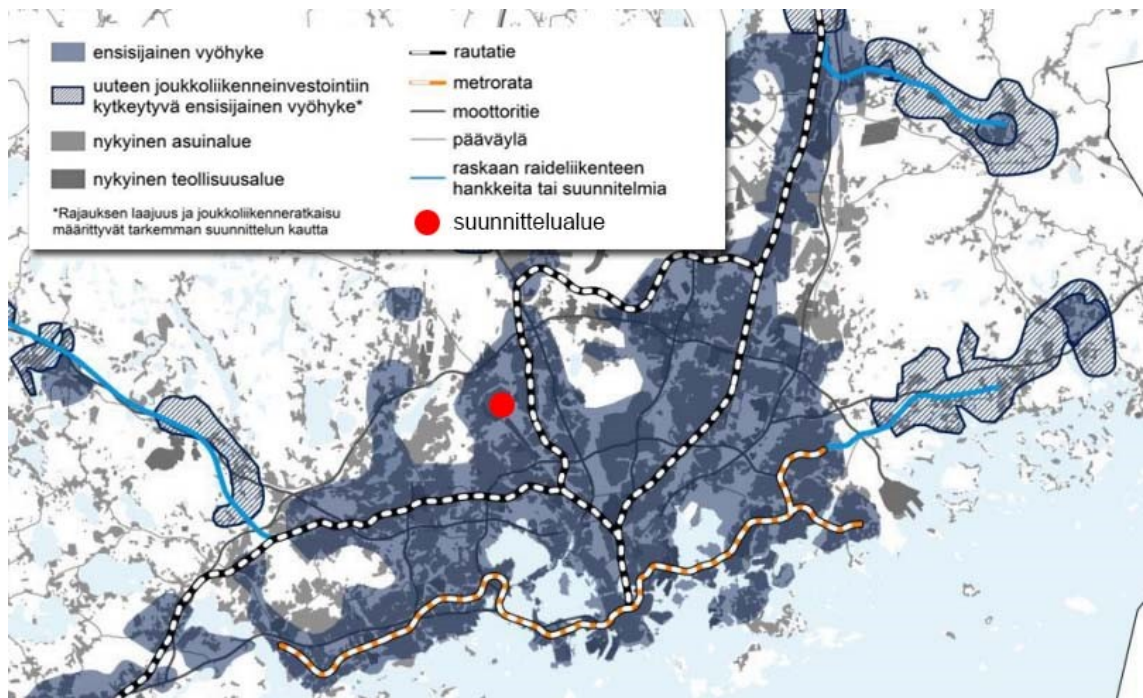 ensisijainen vyöhyke
uuteen joukkoliikenneinvestointiin
kytkeytyvä ensisijainen vyöhyke*
nykyinen asuinalue
nykyinen teollisuusalue
*Rajauksen laajuus ja joukkoliikenneratkaisu
määrittyvät tarkemman suunnittelun kautta
rautatie
metrorata
moottoritie
pääväylä
raskaan raideliikenteen
hankkeita tai suunnitelmia
suunnittelualue